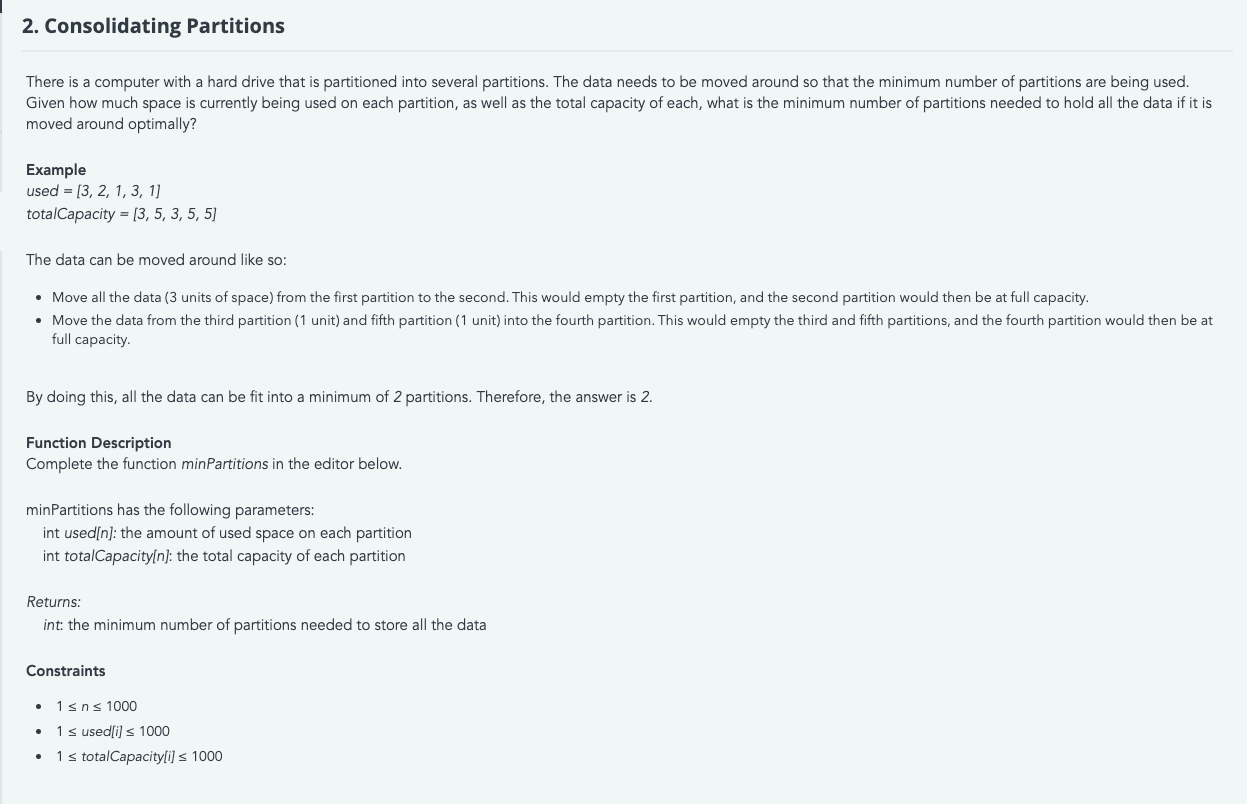 2. Consolidating Partitions
There is a computer with a hard drive that is partitioned into several partitions. The data needs to be moved around so that the minimum number of partitions are being used.
Given how much space is currently being used on each partition, as well as the total capacity of each, what is the minimum number of partitions needed to hold all the data if it is
moved around optimally?
Example
used = [3, 2, 1, 3, 1]
totalCapacity = [3, 5, 3, 5, 5]
The data can be moved around like so:
• Move all the data (3 units of space) from the first partition to the second. This would empty the first partition, and the second partition would then be at full capacity.
• Move the data from the third partition (1 unit) and fifth partition (1 unit) into the fourth partition. This would empty the third and fifth partitions, and the fourth partition would then be at
full capacity.
By doing this, all the data can be fit into a minimum of 2 partitions. Therefore, the answer is 2.
Function Description
Complete the function minPartitions in the editor below.
minPartitions has the following parameters:
int used[n]: the amount of used space on each partition
int totalCapacity[n]: the total capacity of each partition
Returns:
int: the minimum number of partitions needed to store all the data
Constraints
• 1 ≤ n ≤ 1000
• 1 ≤ used[i] ≤ 1000
• 1 ≤ totalCapacity[i] ≤ 1000